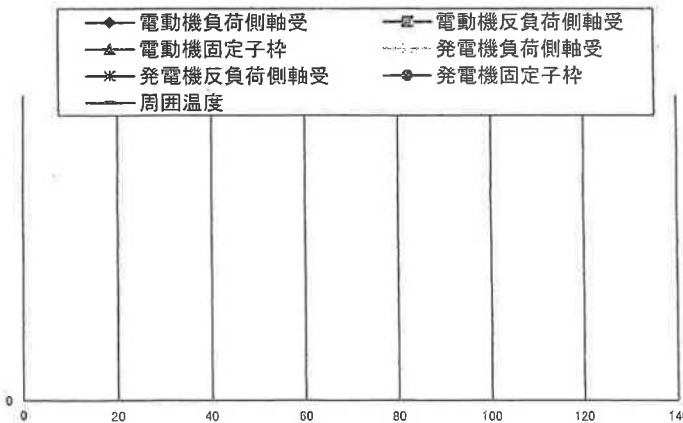 電動機負荷側軸受 電動機反負荷側軸受
電動機固定子枠 発電機負荷側軸受
発電機反負荷側軸受 発電機固定子枠
周囲温度
0
0 20 40 60 80 100 120 14